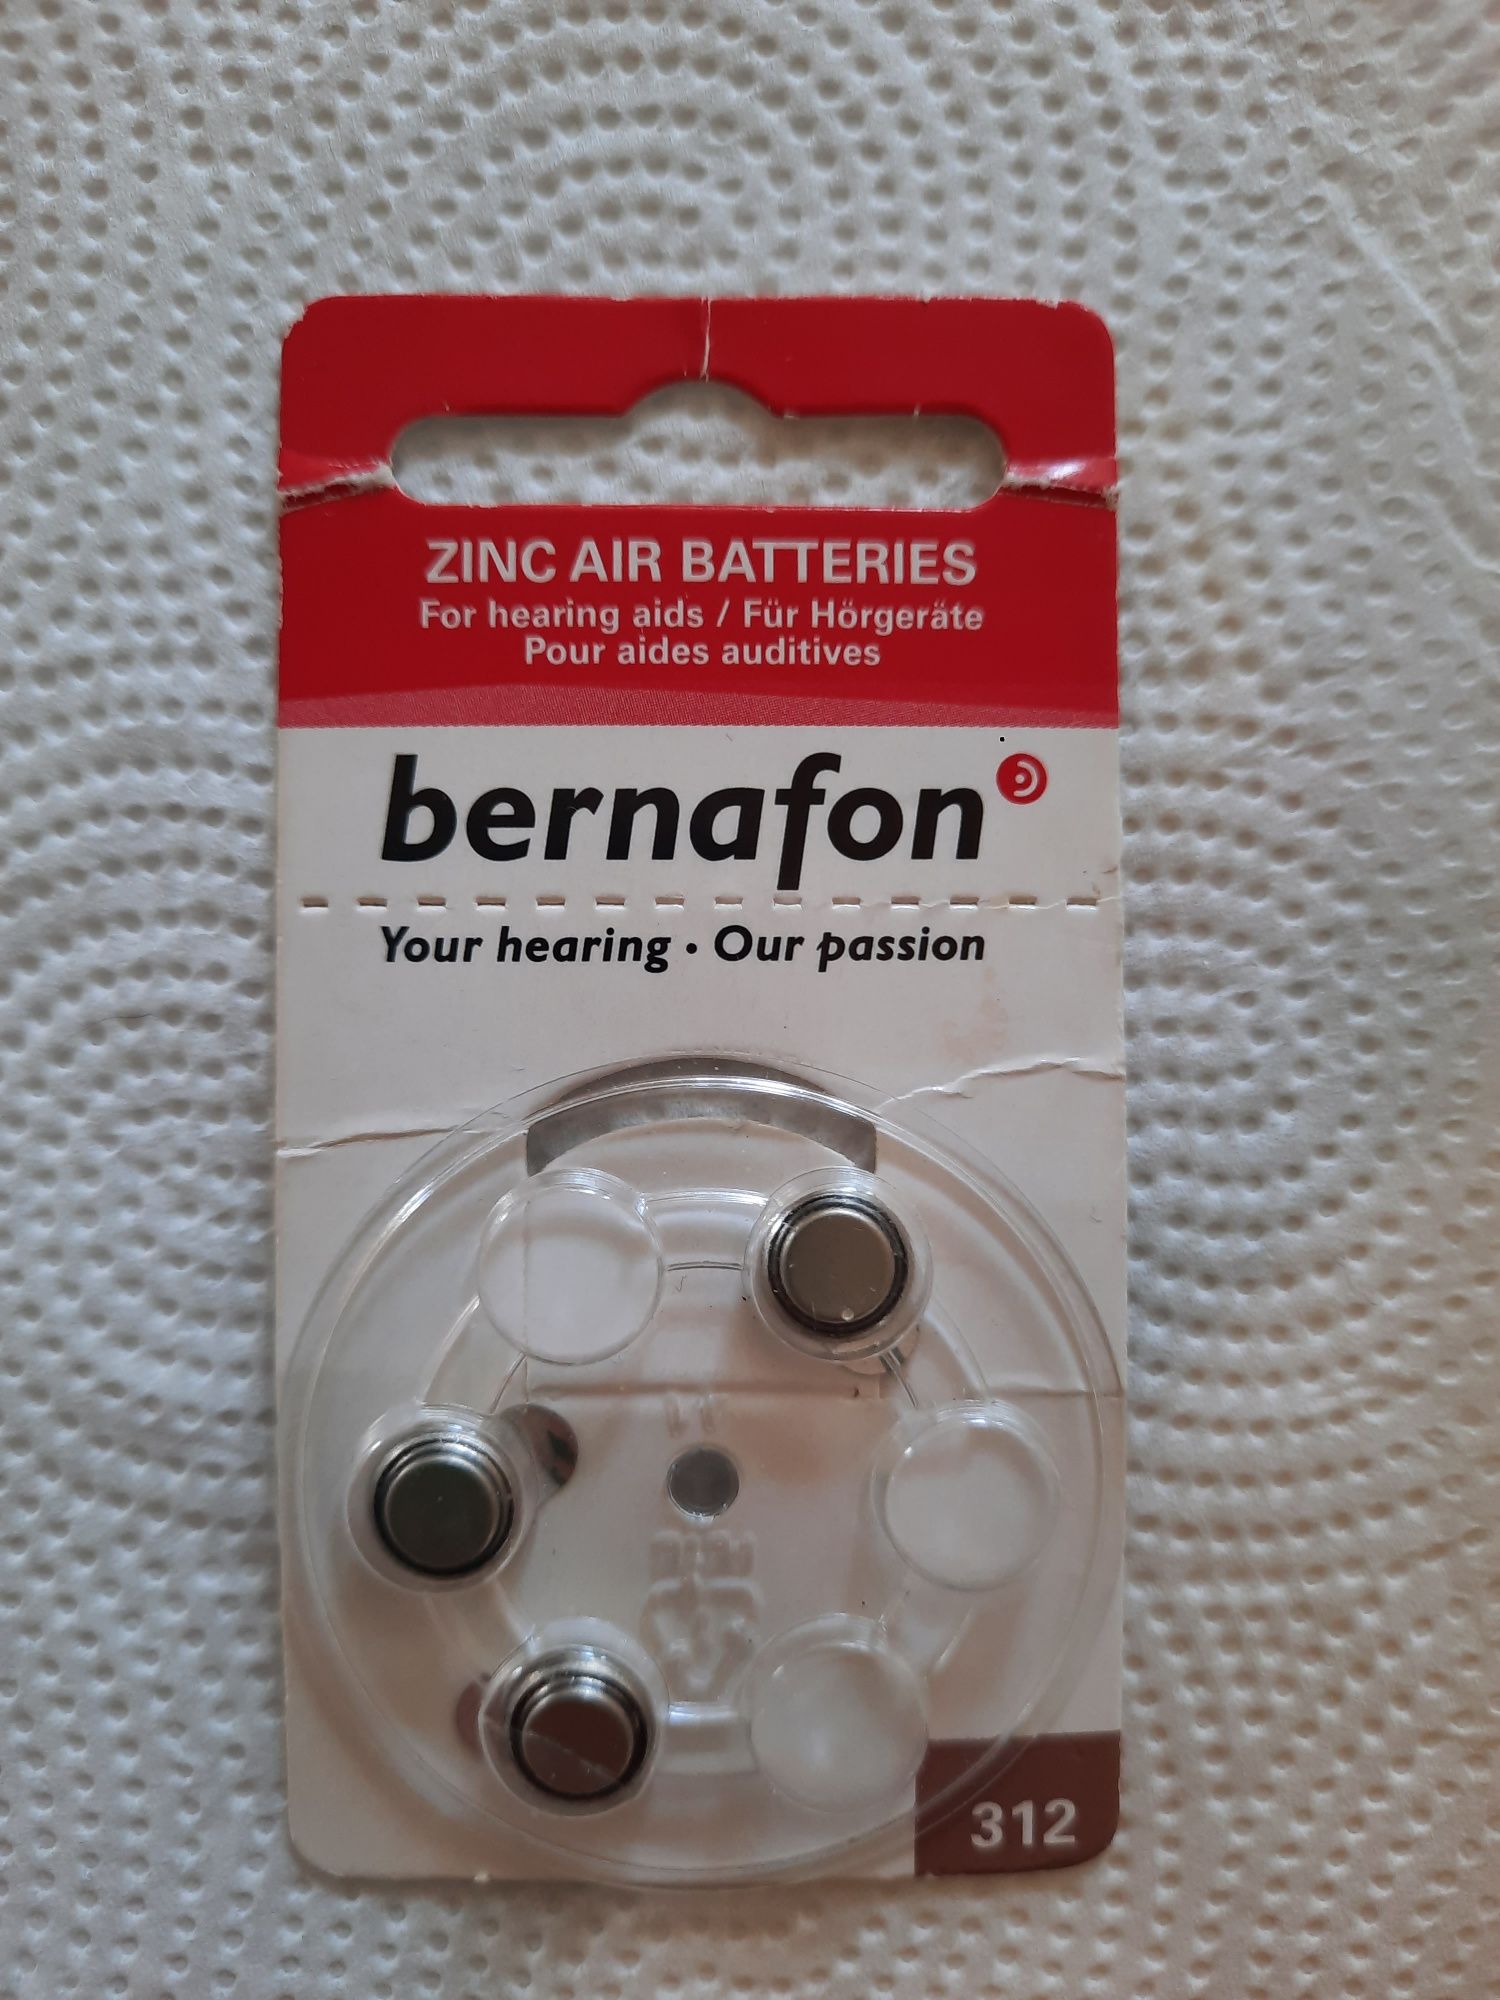 ZINC AIR BATTERIES
For hearing aids / Für Hörgeräte
Pour aides auditives
bernafon
Your hearing • Our passion
312